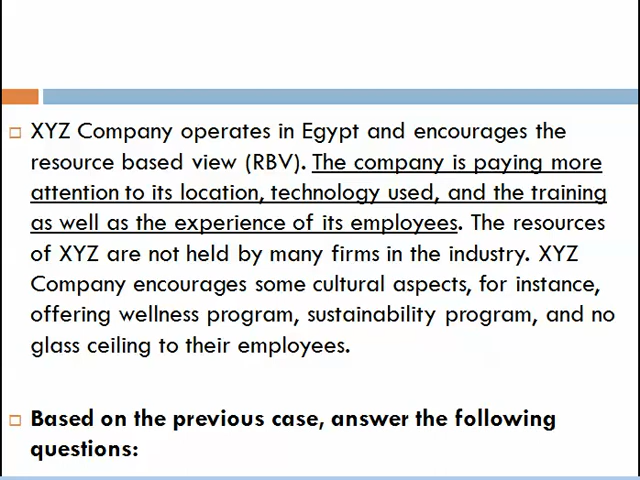 XYZ Company operates in Egypt and encourages the
resource based view (RBV). The company is paying more
attention to its location, technology used, and the training
as well as the experience of its employees. The resources
of XYZ are not held by many firms in the industry. XYZ
Company encourages some cultural aspects, for instance,
offering wellness program, sustainability program, and no
glass ceiling to their employees.
Based on the previous case, answer the following
questions: